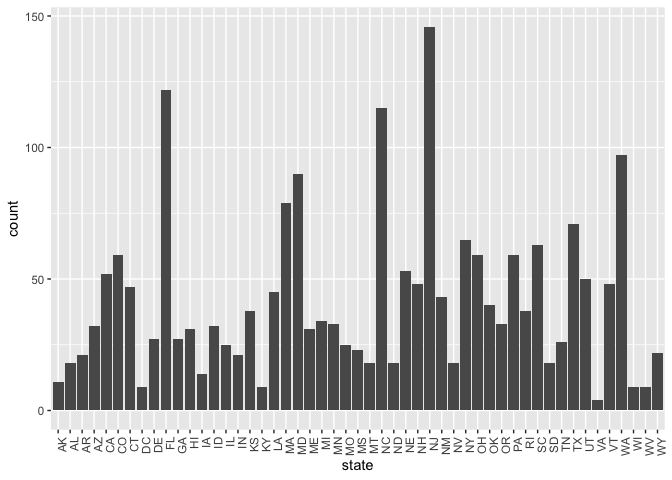 150
100
50
0
count
AK AL AR AZ CA CO CT DC DE FL GA HI IA ID IL IN KS KY LA MA MD ME MI MN MO MS MT NC ND NE NH NJ NM NV NY OH OK OR PA RI SC SD TN TX UT VA VT WA WI WV WY
state